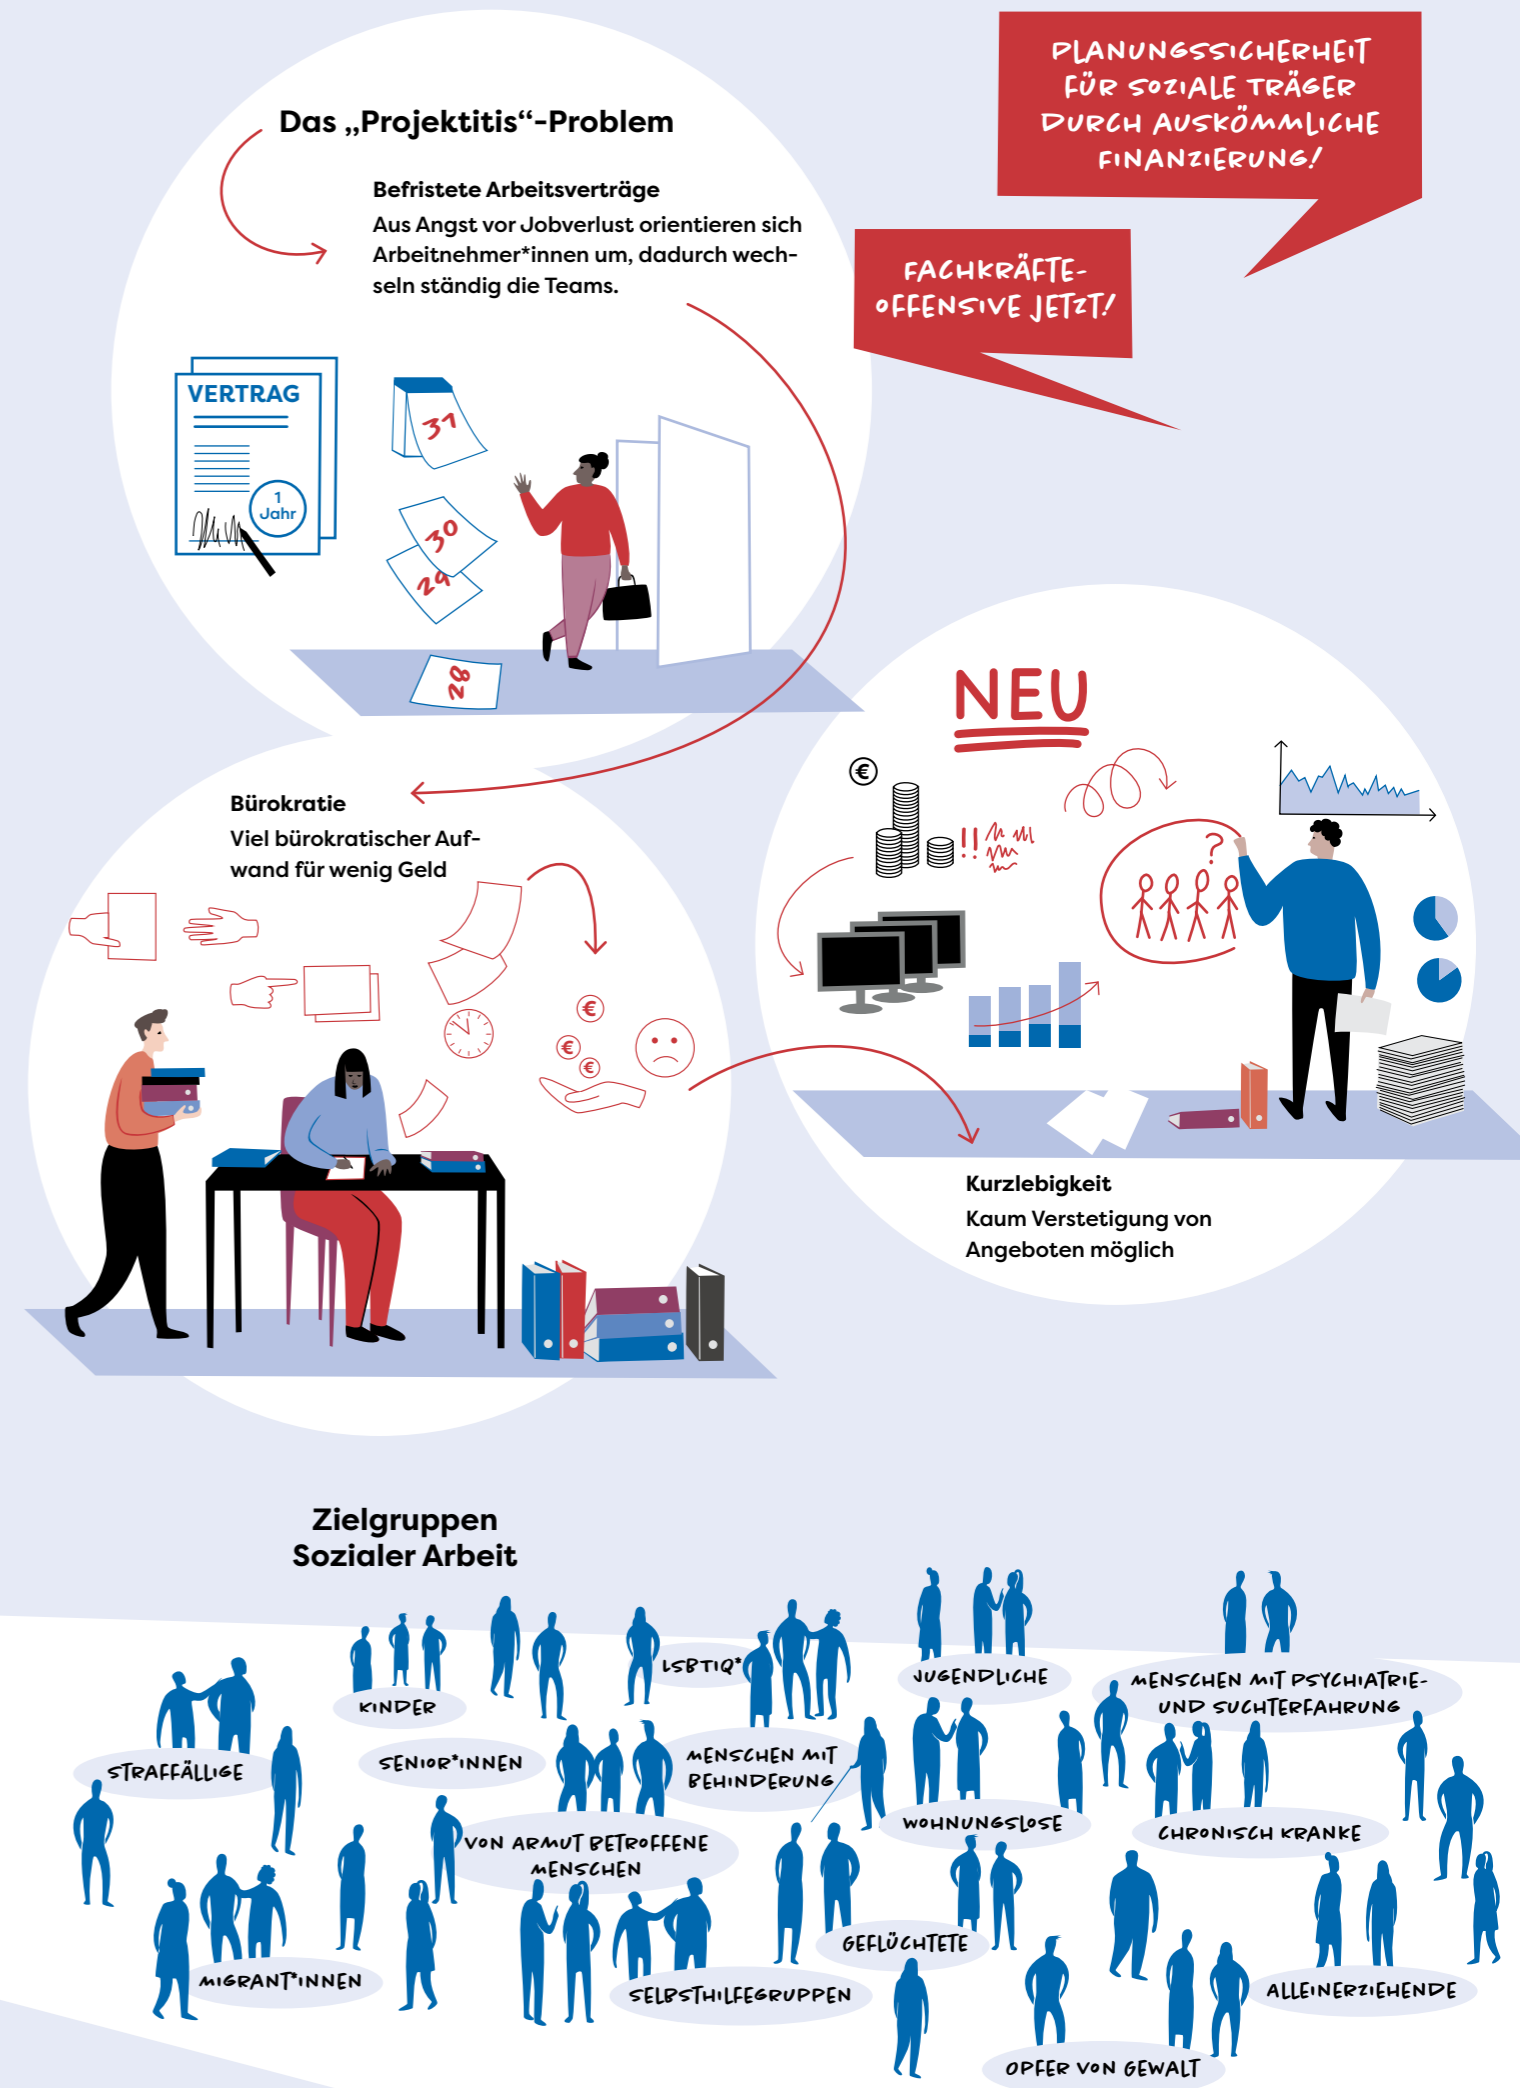 PLANUNGSSICHERHEIT
FÜR SOZIALE TRÄGER
DURCH AUSKÖMMLICHE
FINANZIERUNG!
Das „Projektitis“-Problem
Befristete Arbeitsverträge
Aus Angst vor Jobverlust orientieren sich
Arbeitnehmer*innen um, dadurch wech-
seln ständig die Teams.
FACHKRÄFTE-
OFFENSIVE JETZT!
VERTRAG
1
Jahr
31
30
29
28
NEU
€
!!
?
Bürokratie
Viel bürokratischer Auf-
wand für wenig Geld
€
€
€
Kurzlebigkeit
Kaum Verstetigung von
Angeboten möglich
Zielgruppen
Sozialer Arbeit
LSBTIQ*
JUGENDLICHE
MENSCHEN MIT PSYCHIATRIE-
UND SUCHTERFAHRUNG
KINDER
STRAFFÄLLIGE
SENIOR*INNEN
MENSCHEN MIT
BEHINDERUNG
WOHNUNGSLOSE
CHRONISCH KRANKE
VON ARMUT BETROFFENE
MENSCHEN
GEFLÜCHTETE
MIGRANT*INNEN
SELBSTHILFEGRUPPEN
ALLEINERZIEHENDE
OPFER VON GEWALT